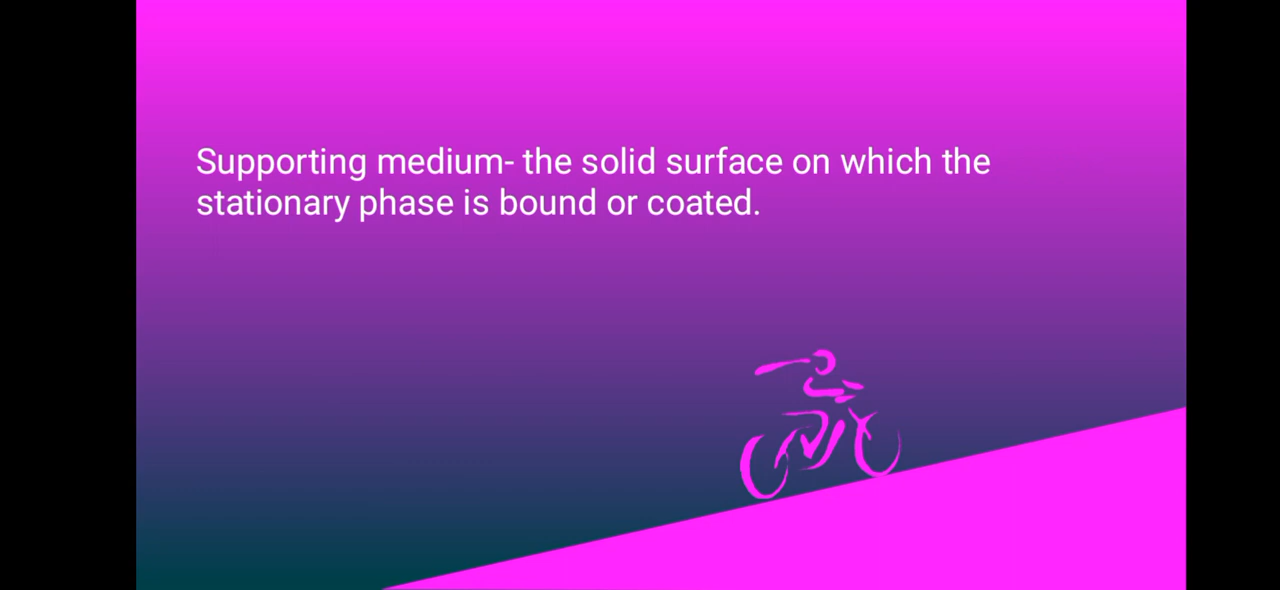 Supporting medium- the solid surface on which the
stationary phase is bound or coated.